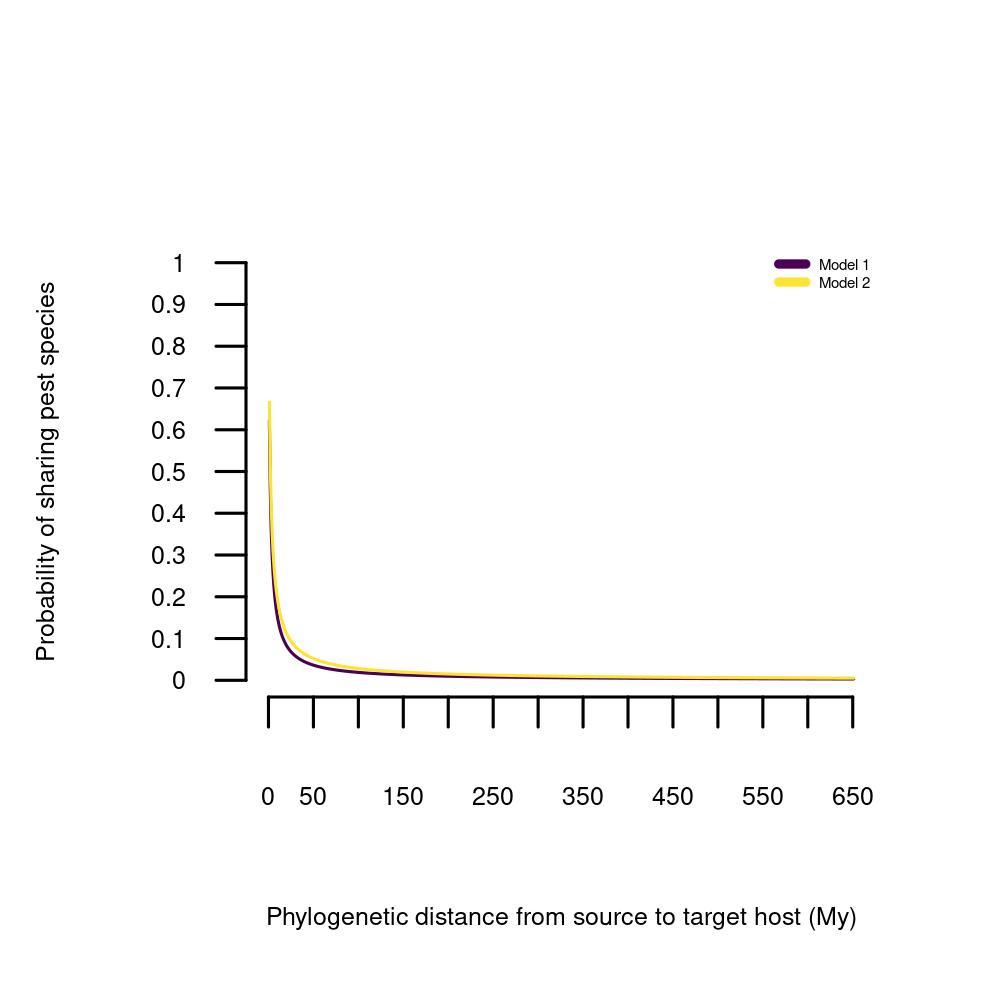 Model 1
Model 2
Probability of sharing pest species
1
0.9
0.8
0.7
0.6
0.5
0.4
0.3
0.2
0.1
0
0 50 150 250 350 450 550 650
Phylogenetic distance from source to target host (My)